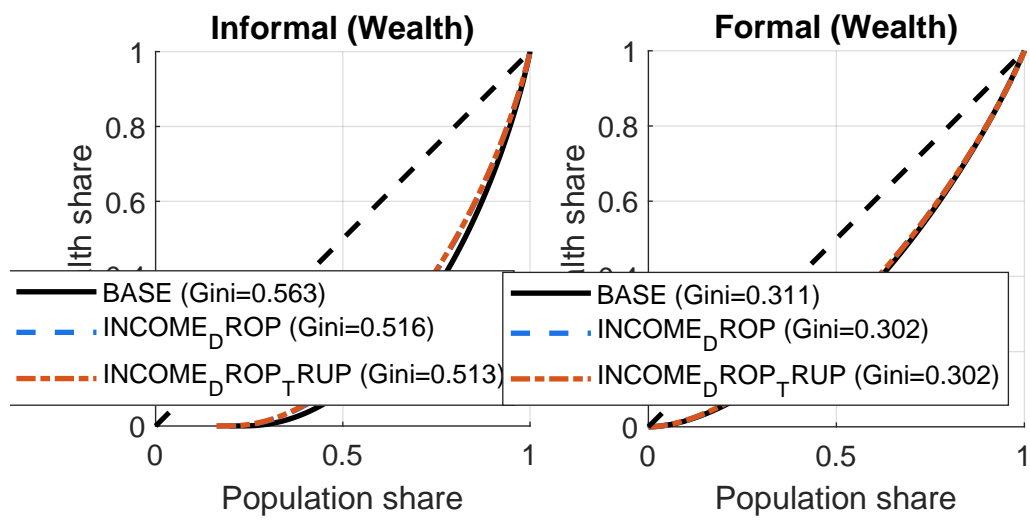 Informal (Wealth)
1
0.8
0.6
lth share
BASE (Gini=0.563)
INCOME_DROP (Gini=0.516)
INCOME_DROP_TRUP (Gini=0.513)
0
0
0.5
1
Population share
Formal (Wealth)
1
0.8
0.6
share
BASE (Gini=0.311)
INCOME_DROP (Gini=0.302)
INCOME_DROP_TRUP (Gini=0.302)
0
0
0.5
1
Population share